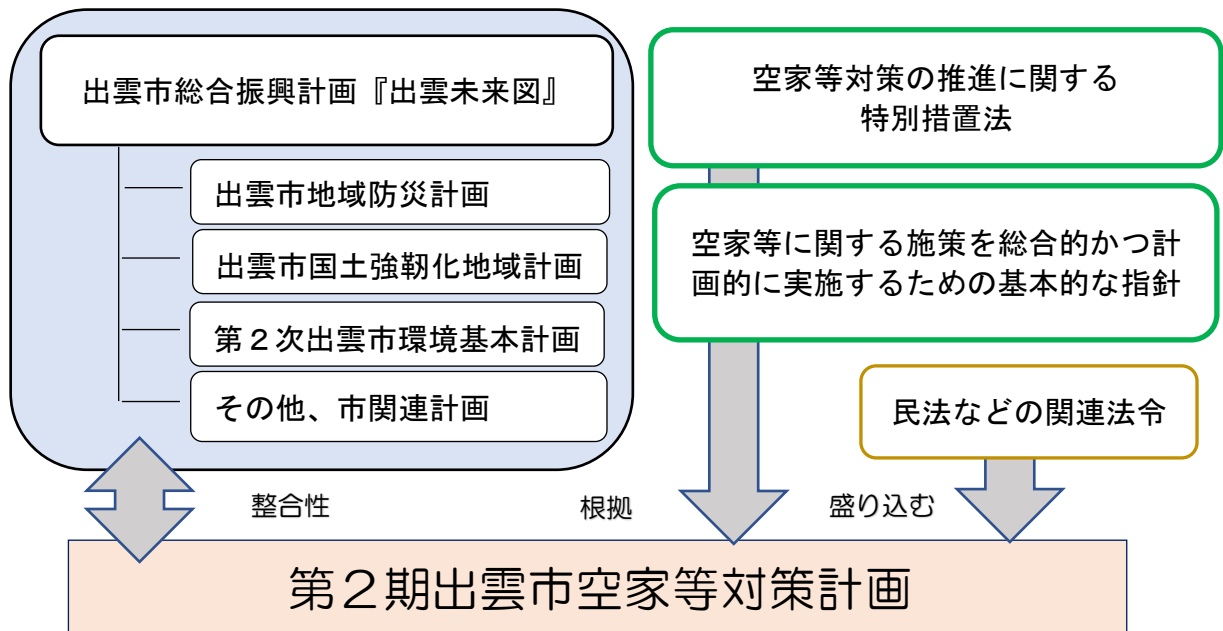 出雲市総合振興計画『出雲未来図』
出雲市地域防災計画
出雲市国土強靭化地域計画
第２次出雲市環境基本計画
その他、市関連計画
空家等対策の推進に関する
特別措置法
空家等に関する施策を総合的かつ計
画的に実施するための基本的な指針
民法などの関連法令
整合性
根拠
盛り込む
第２期出雲市空家等対策計画